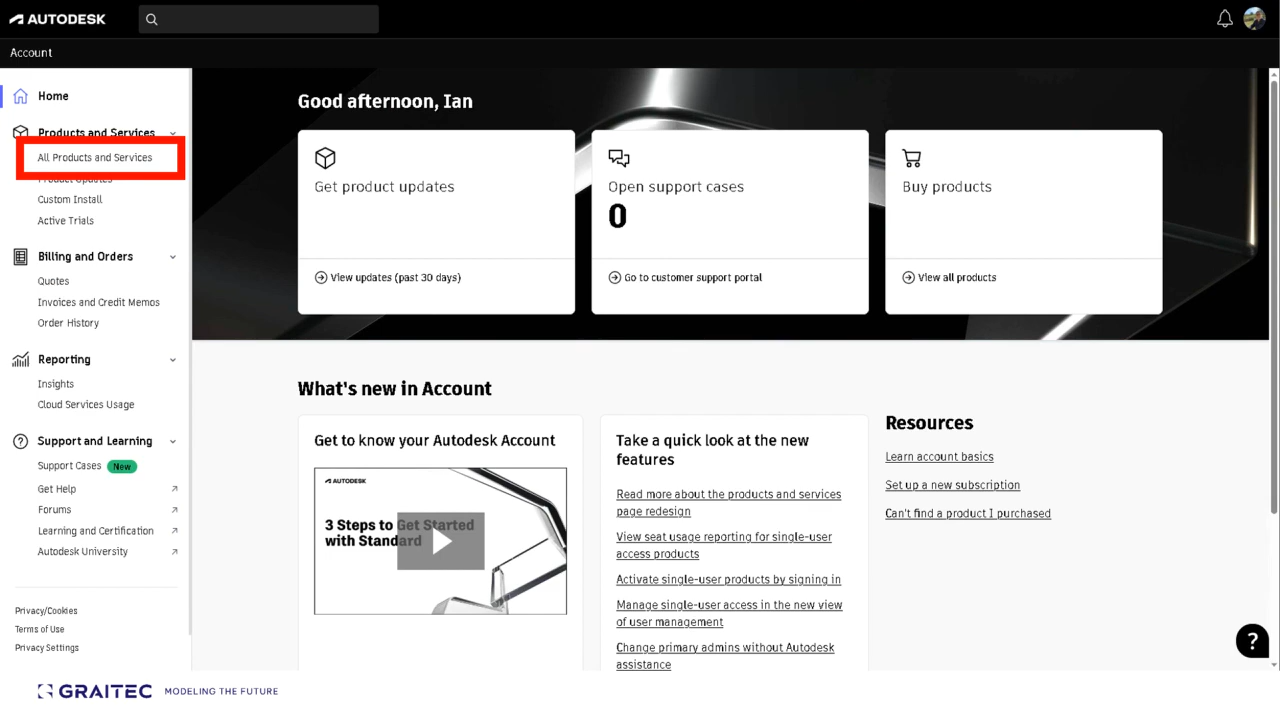 AUTODESK
Account
Home
Products and Services
All Products and Services
Product Updates
Custom Install
Active Trials
Billing and Orders
Quotes
Invoices and Credit Memos
Order History
Reporting
Insights
Cloud Services Usage
Support and Learning
Support Cases New
Get Help
Forums
Learning and Certification
Autodesk University
Privacy/Cookies
Terms of Use
Privacy Settings
Good afternoon, Ian
Get product updates
View updates (past 30 days)
Open support cases
0
Go to customer support portal
Buy products
View all products
What's new in Account
Get to know your Autodesk Account
AUTODESK
3 Steps to Get Started
with Standard
Take a quick look at the new
features
Read more about the products and services
page redesign
View seat usage reporting for single-user
access products
Activate single-user products by signing in
Manage single-user access in the new view
of user management
Change primary admins without Autodesk
assistance
Resources
Learn account basics
Set up a new subscription
Can't find a product I purchased
?
GRAITEC MODELING THE FUTURE